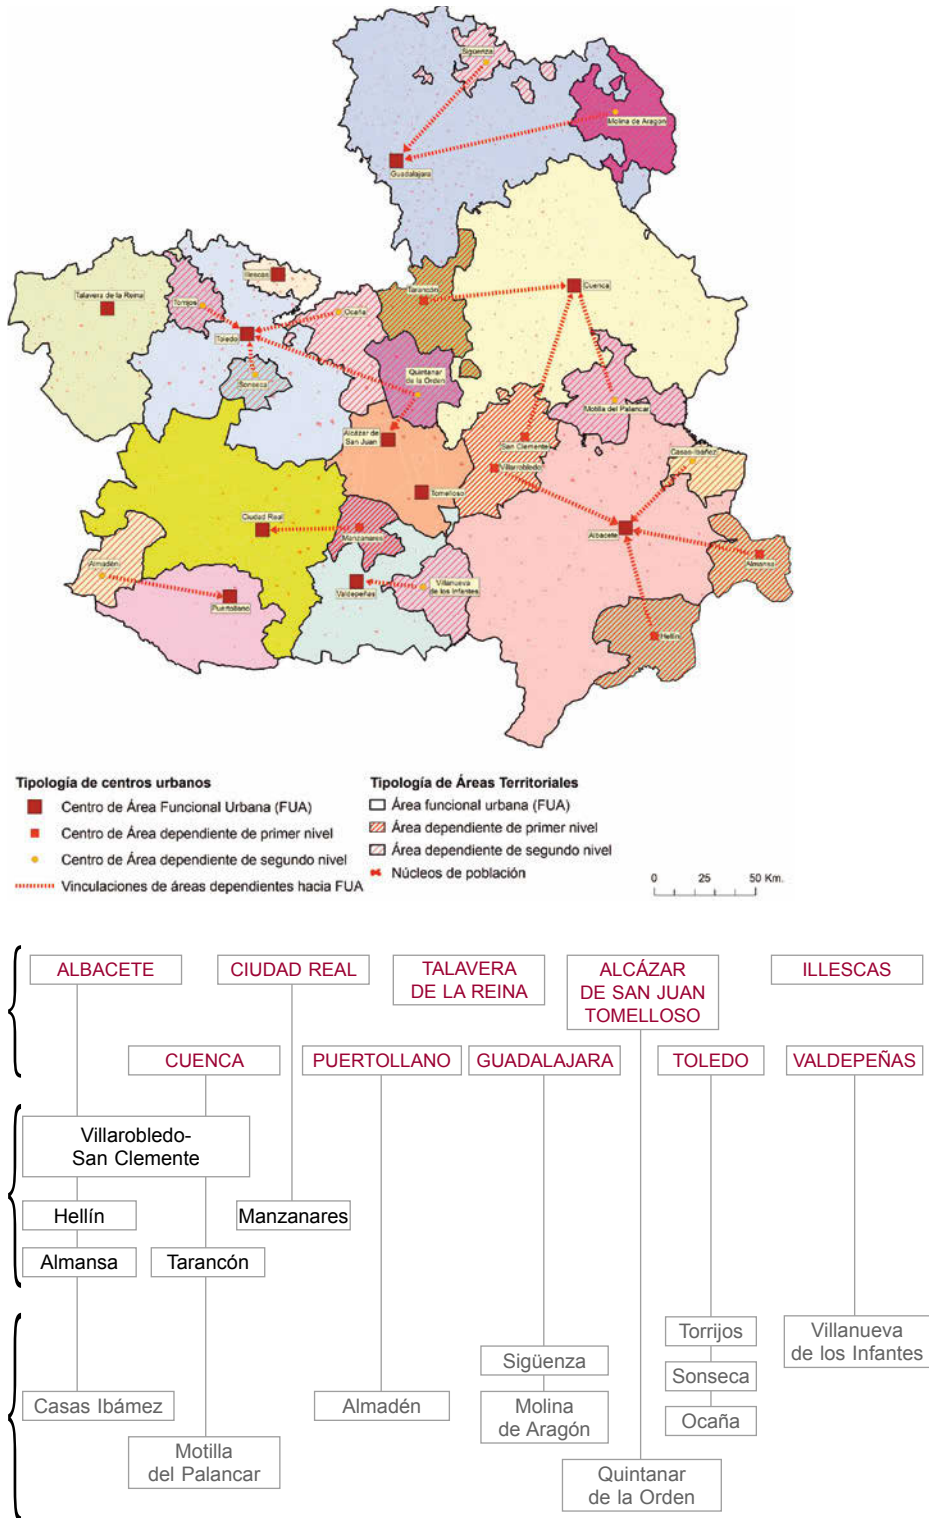 Sigüenza
Molina de Aragón
Guadalajara
Illescas
Talavera de la Reina
Torrijos
Ocaña
Tarancón
Cuenca
Toledo
Sonseca
Quintanar
de la Orden
Motilla del Palancar
Alcázar de
San Juan
San Clemente
Villarrobledo
Casas-Ibáñez
Tomelloso
Ciudad Real
Manzanares
Albacete
Almansa
Almadén
Puertollano
Valdepeñas
Villanueva
de los Infantes
Hellín
Tipología de centros urbanos
Centro de Área Funcional Urbana (FUA)
Centro de Área dependiente de primer nivel
Centro de Área dependiente de segundo nivel
Vinculaciones de áreas dependientes hacia FUA
Tipología de Áreas Territoriales
Área funcional urbana (FUA)
Área dependiente de primer nivel
Área dependiente de segundo nivel
Núcleos de población
0 25 50 Km.
ALBACETE
CIUDAD REAL
TALAVERA
DE LA REINA
ALCÁZAR
DE SAN JUAN
TOMELLOSO
ILLESCAS
CUENCA
PUERTOLLANO
GUADALAJARA
TOLEDO
VALDEPEÑAS
Villarobledo-
San Clemente
Hellín
Manzanares
Almansa
Tarancón
Torrijos
Villanueva
de los Infantes
Sigüenza
Sonseca
Casas Ibámez
Almadén
Molina
de Aragón
Ocaña
Motilla
del Palancar
Quintanar
de la Orden